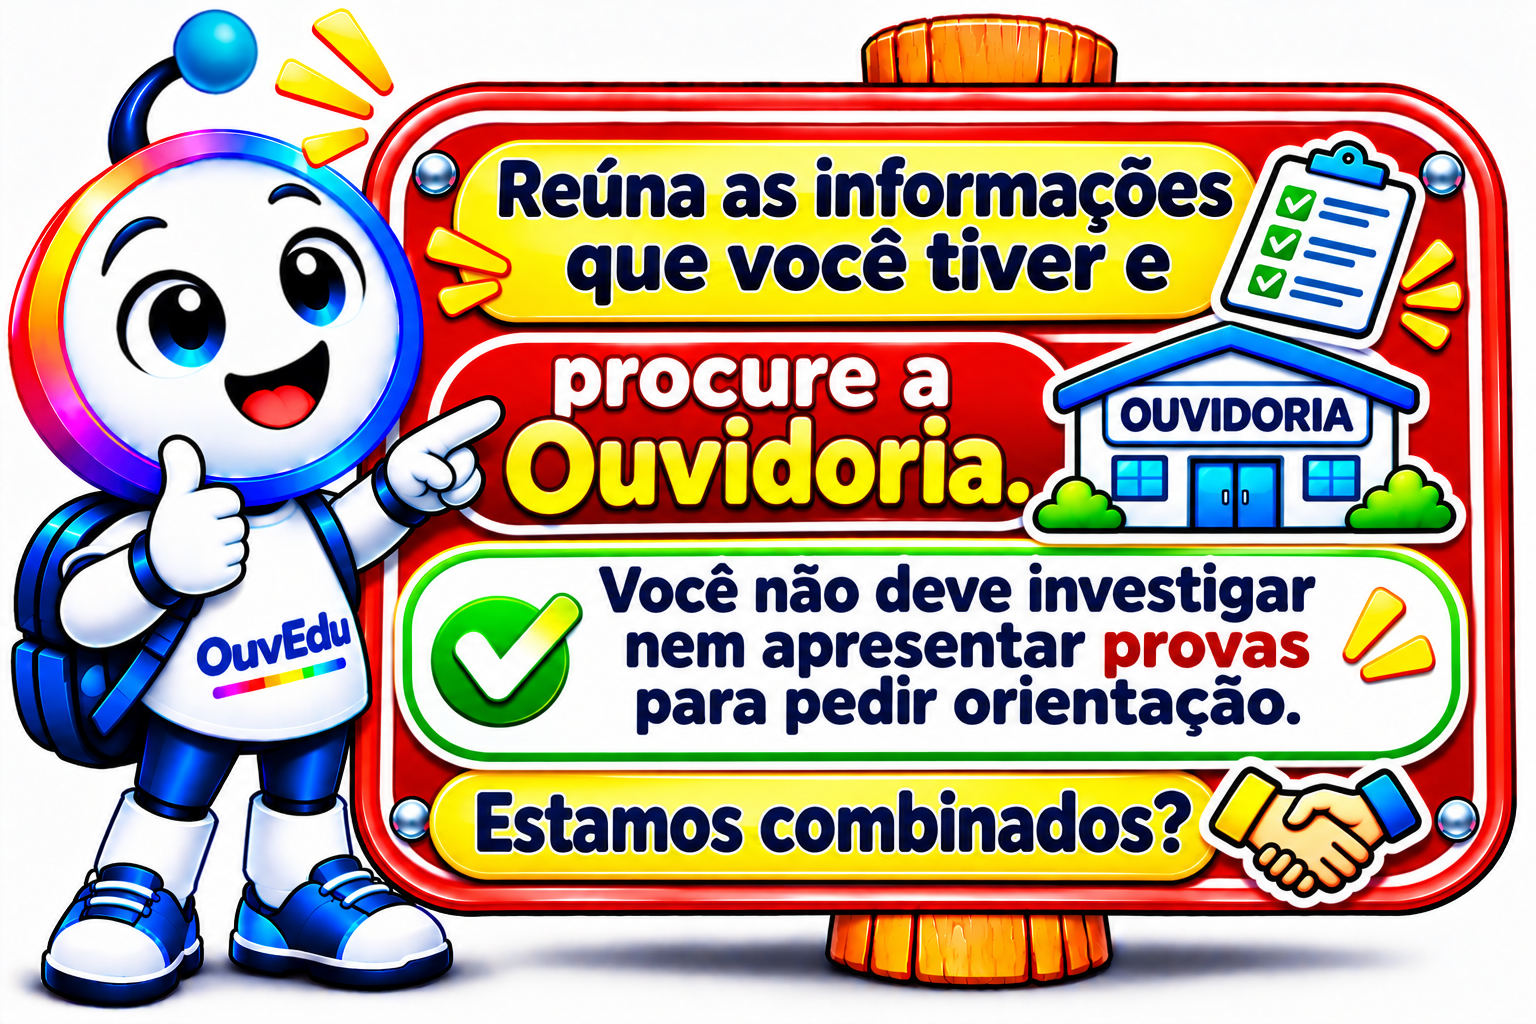 Reúna as informações
que você tiver e
procure a
Ouvidoria.
OUVIDORIA
Você não deve investigar
nem apresentar provas
para pedir orientação.
Estamos combinados?
OuvEdu